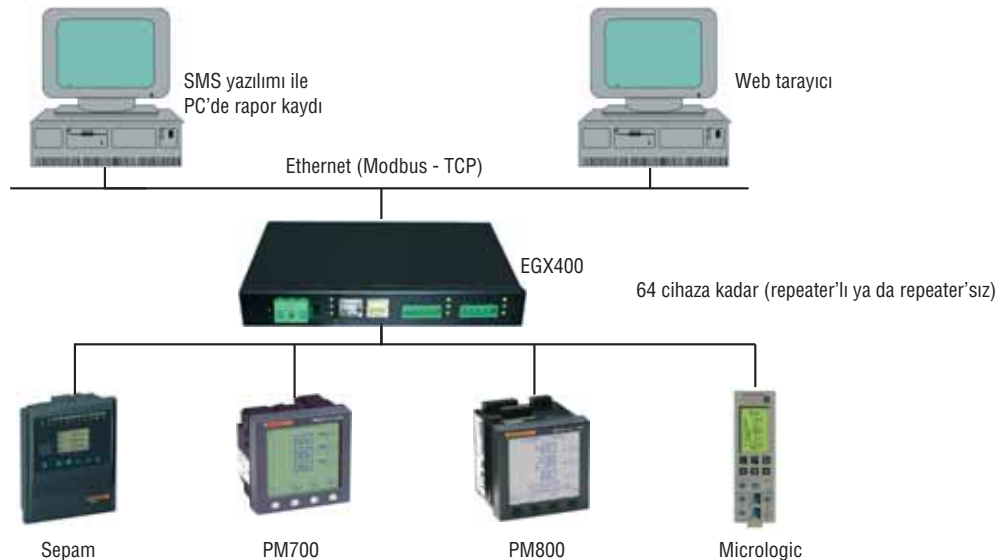 SMS yazılımı ile
PC'de rapor kaydı
Web tarayıcı
Ethernet (Modbus - TCP)
EGX400
64 cihaza kadar (repeater'lı ya da repeater'sız)
Sepam
PM700
PM800
Micrologic